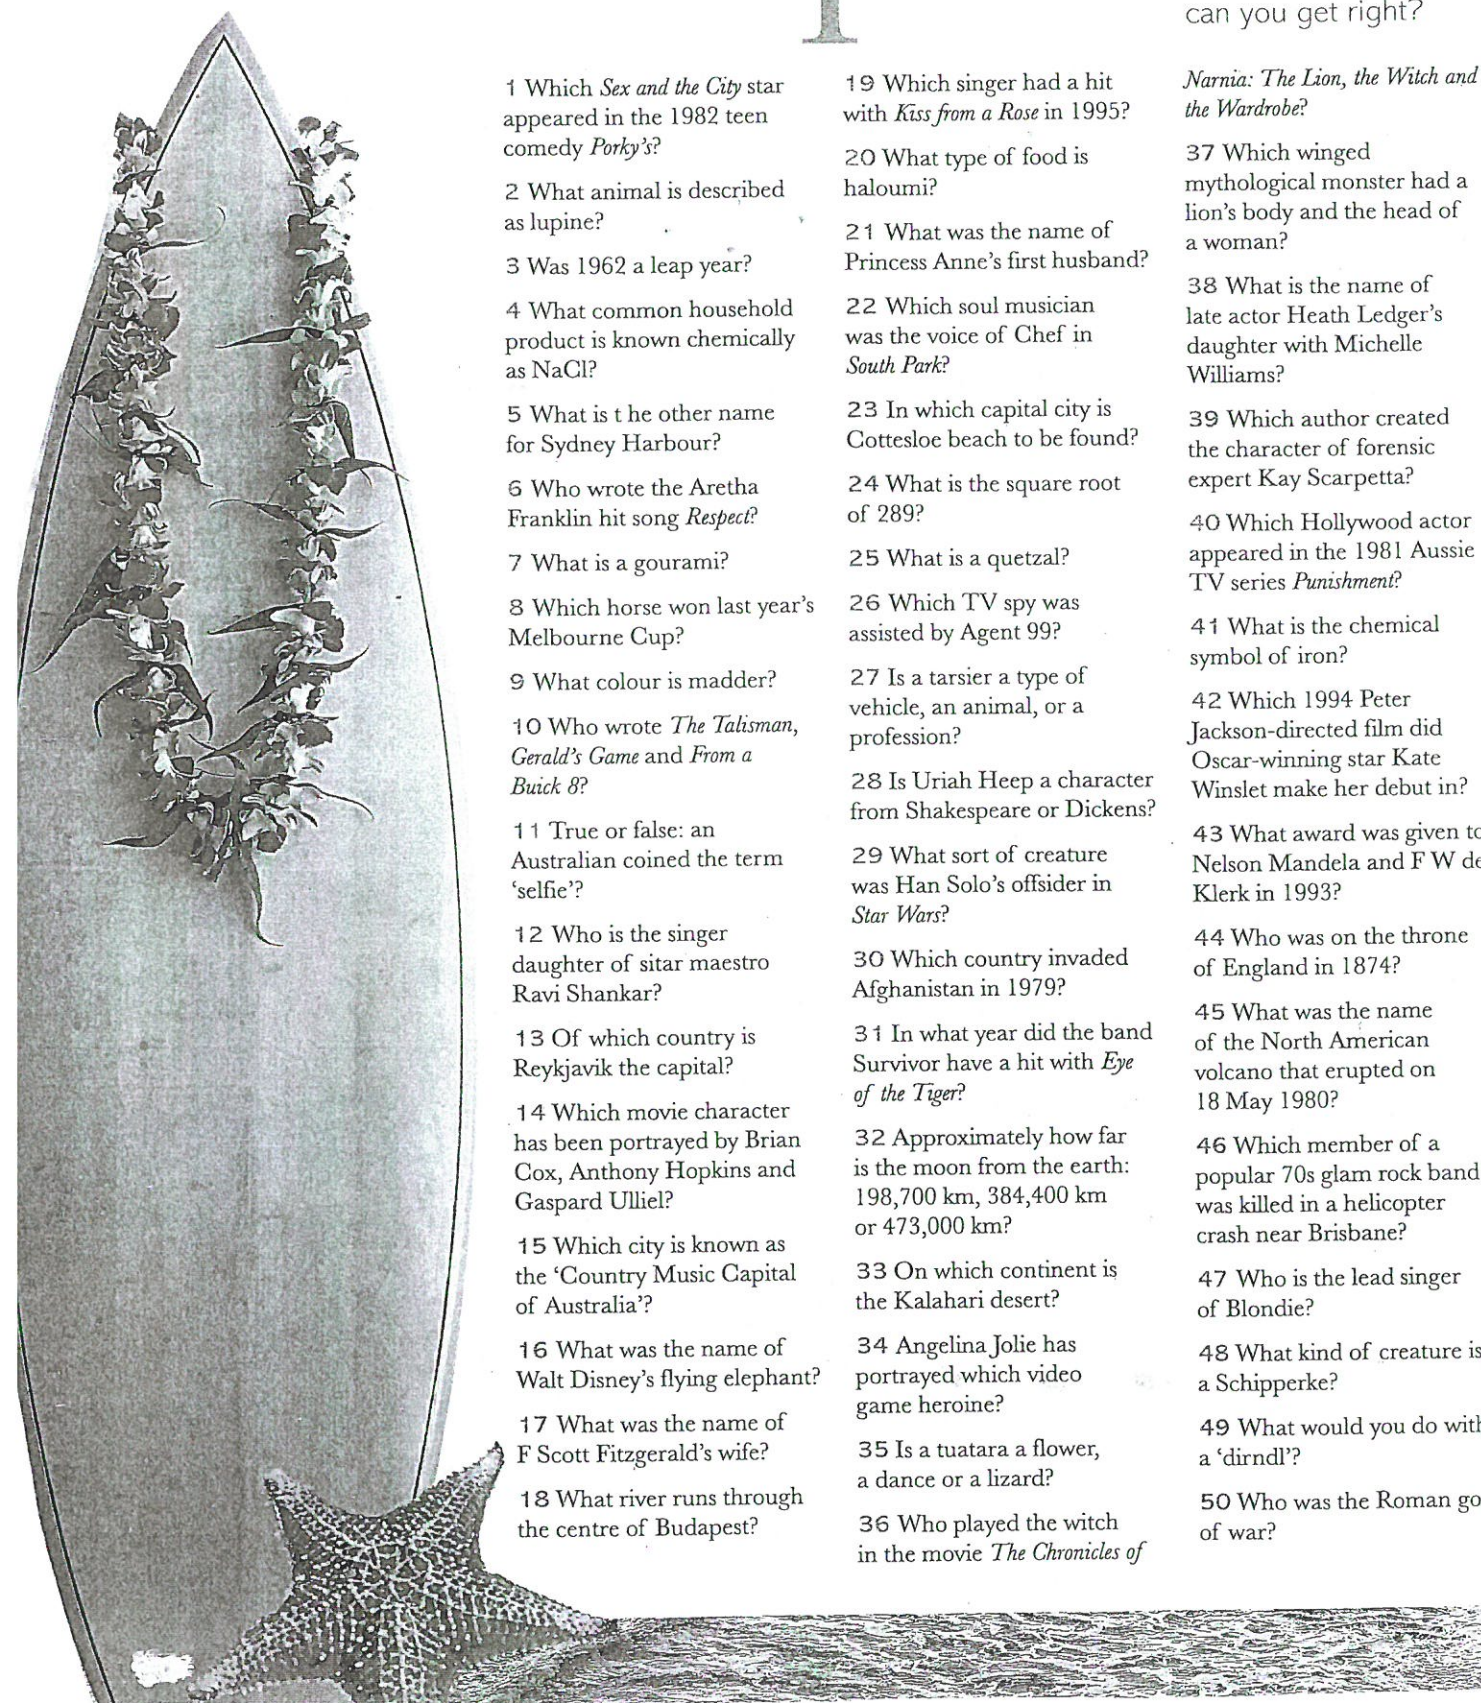 can you get right?
1 Which Sex and the City star
appeared in the 1982 teen
comedy Porky's?
2 What animal is described
as lupine?
3 Was 1962 a leap year?
4 What common household
product is known chemically
as NaCl?
5 What is t he other name
for Sydney Harbour?
6 Who wrote the Aretha
Franklin hit song Respect?
7 What is a gourami?
8 Which horse won last year's
Melbourne Cup?
9 What colour is madder?
10 Who wrote The Talisman,
Gerald's Game and From a
Buick 8?
11 True or false: an
Australian coined the term
'selfie'?
12 Who is the singer
daughter of sitar maestro
Ravi Shankar?
13 Of which country is
Reykjavik the capital?
14 Which movie character
has been portrayed by Brian
Cox, Anthony Hopkins and
Gaspard Ulliel?
15 Which city is known as
the 'Country Music Capital
of Australia'?
16 What was the name of
Walt Disney's flying elephant?
17 What was the name of
F Scott Fitzgerald's wife?
18 What river runs through
the centre of Budapest?
19 Which singer had a hit
with Kiss from a Rose in 1995?
20 What type of food is
haloumi?
21 What was the name of
Princess Anne's first husband?
22 Which soul musician
was the voice of Chef in
South Park?
23 In which capital city is
Cottesloe beach to be found?
24 What is the square root
of 289?
25 What is a quetzal?
26 Which TV spy was
assisted by Agent 99?
27 Is a tarsier a type of
vehicle, an animal, or a
profession?
28 Is Uriah Heep a character
from Shakespeare or Dickens?
29 What sort of creature
was Han Solo's offsider in
Star Wars?
30 Which country invaded
Afghanistan in 1979?
31 In what year did the band
Survivor have a hit with Eye
of the Tiger?
32 Approximately how far
is the moon from the earth:
198,700 km, 384,400 km
or 473,000 km?
33 On which continent is
the Kalahari desert?
34 Angelina Jolie has
portrayed which video
game heroine?
35 Is a tuatara a flower,
a dance or a lizard?
36 Who played the witch
in the movie The Chronicles of
Narnia: The Lion, the Witch and
the Wardrobe?
37 Which winged
mythological monster had a
lion's body and the head of
a woman?
38 What is the name of
late actor Heath Ledger's
daughter with Michelle
Williams?
39 Which author created
the character of forensic
expert Kay Scarpetta?
40 Which Hollywood actor
appeared in the 1981 Aussie
TV series Punishment?
41 What is the chemical
symbol of iron?
42 Which 1994 Peter
Jackson-directed film did
Oscar-winning star Kate
Winslet make her debut in?
43 What award was given to
Nelson Mandela and F W de
Klerk in 1993?
44 Who was on the throne
of England in 1874?
45 What was the name
of the North American
volcano that erupted on
18 May 1980?
46 Which member of a
popular 70s glam rock band
was killed in a helicopter
crash near Brisbane?
47 Who is the lead singer
of Blondie?
48 What kind of creature is
a Schipperke?
49 What would you do with
a 'dirndl'?
50 Who was the Roman go
of war?